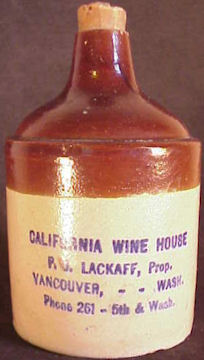 CALIFORNIA WINE HOUSE
P. J. LACKAFF, Prop.
VANCOUVER, - - WASH.
Phone 261 - 5th & Wash.